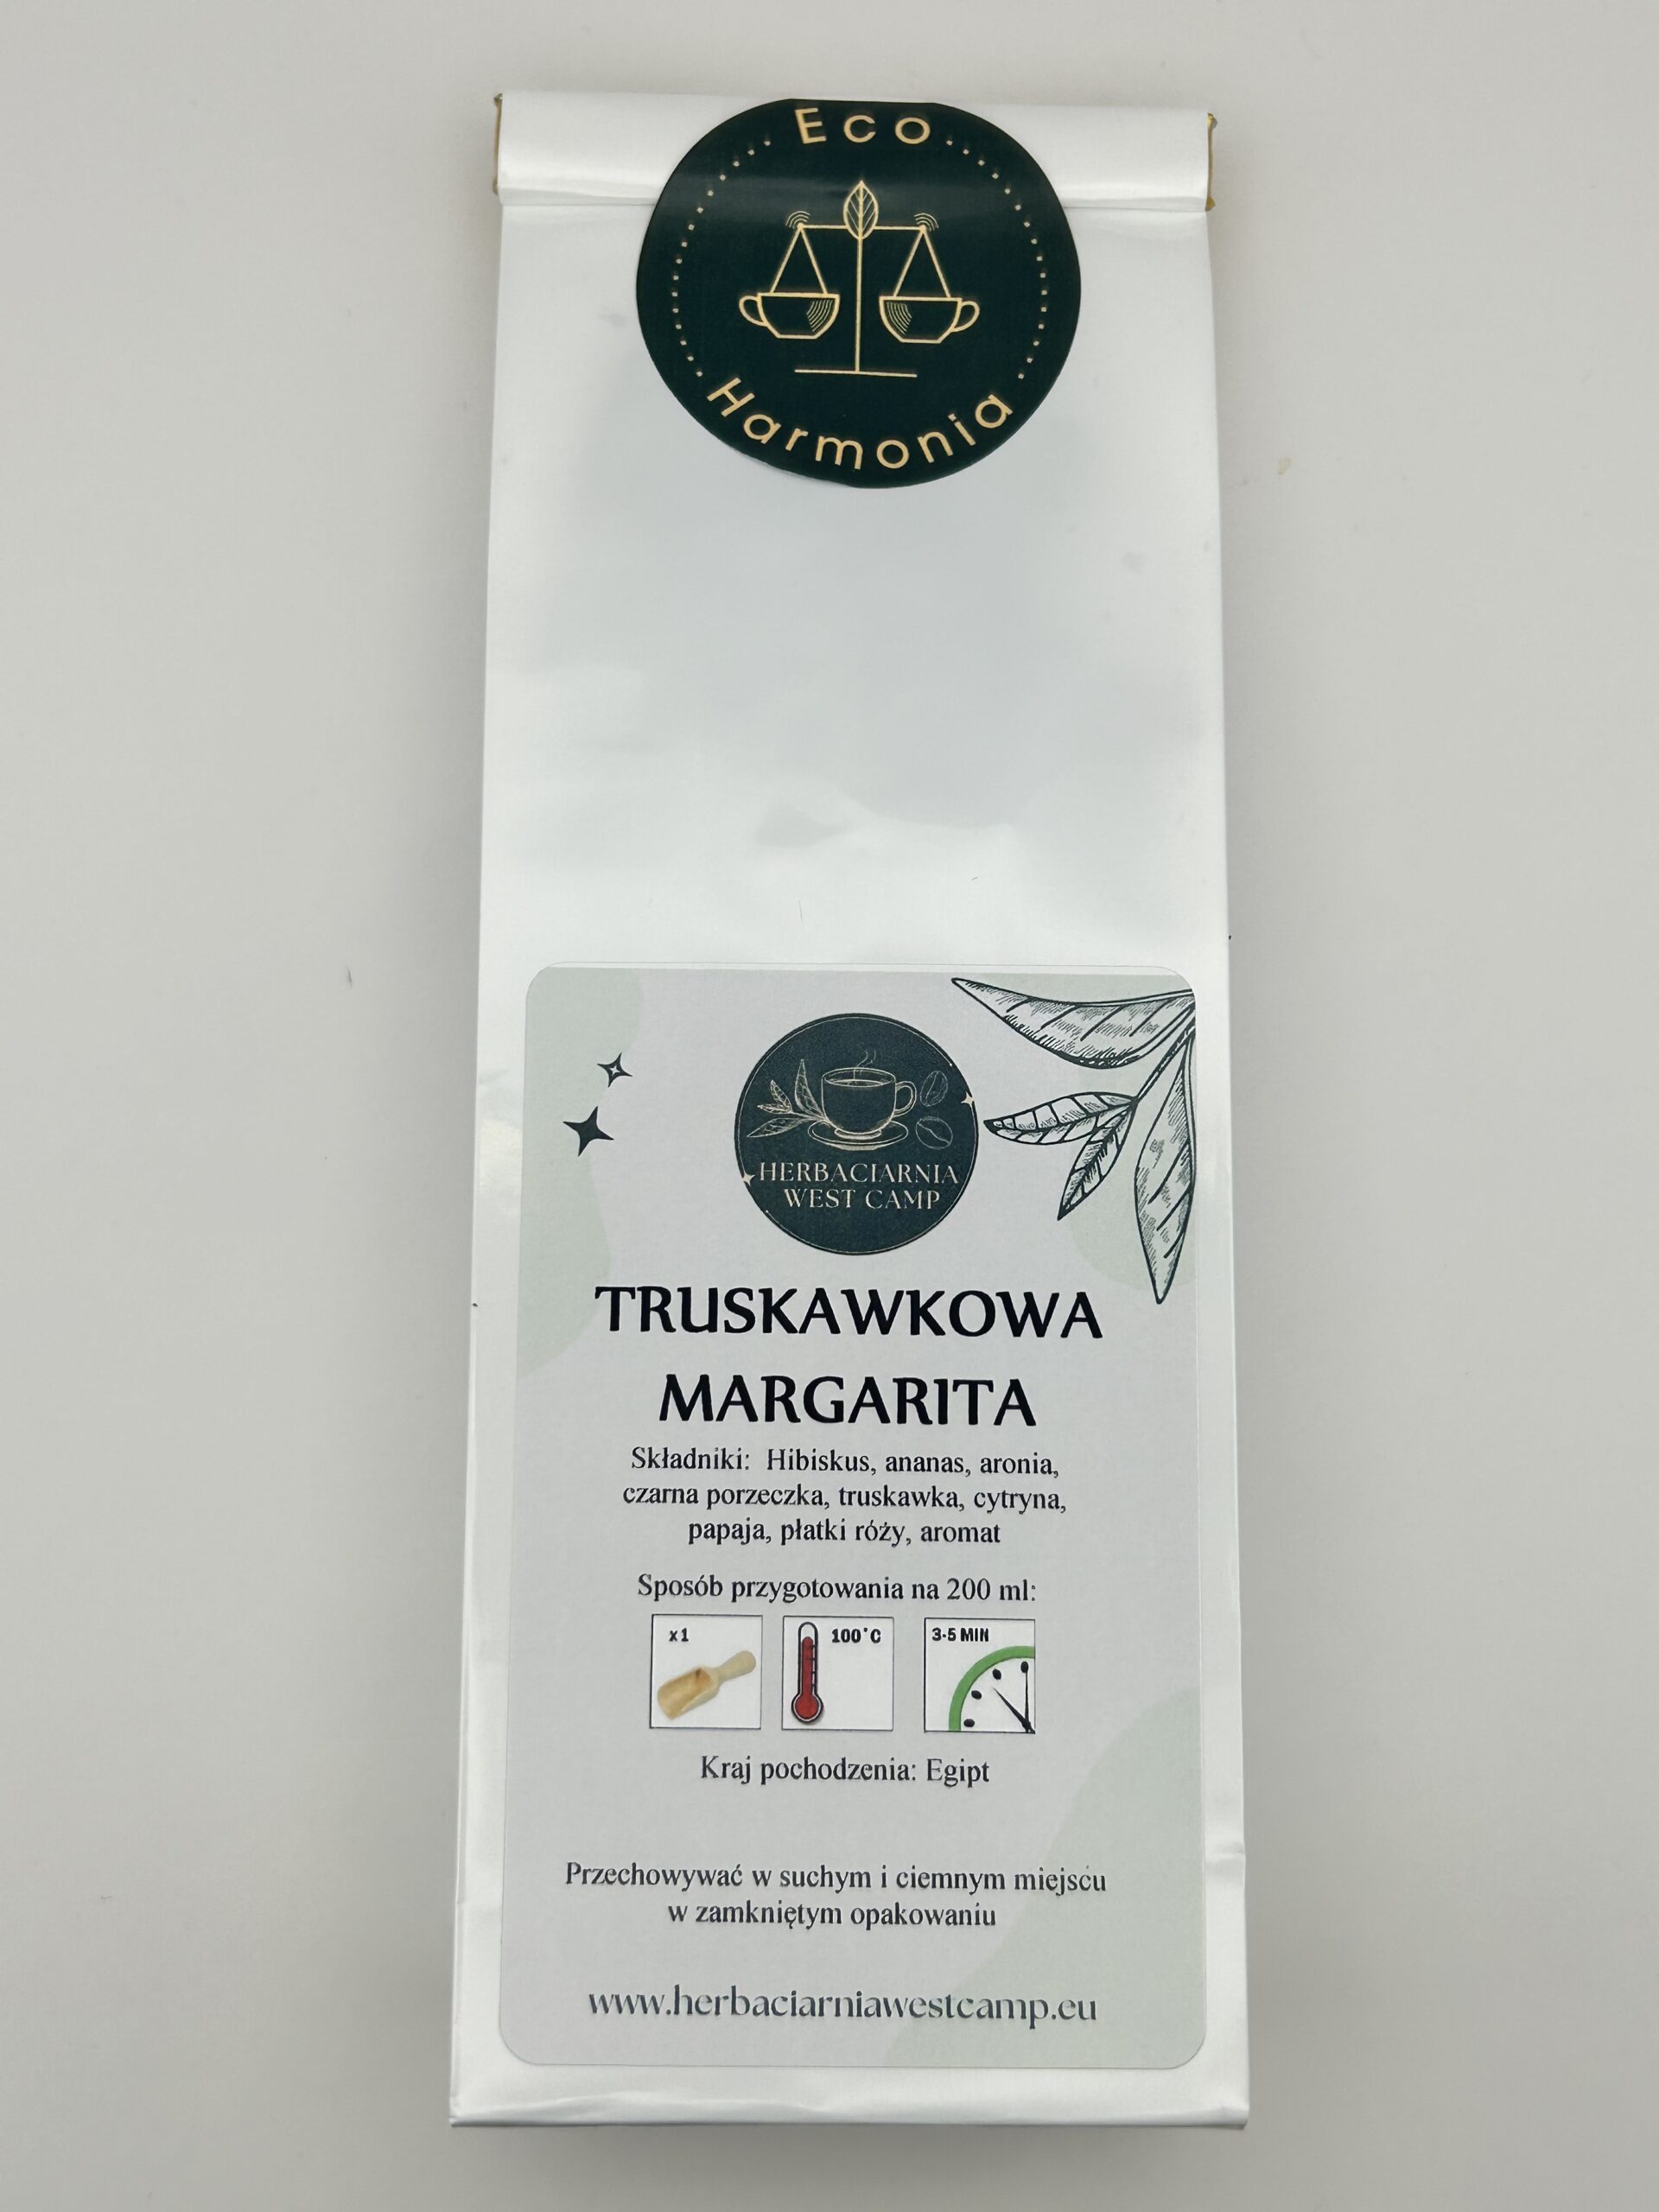 Eco
Harmonia
HERBACIARNIA
WEST CAMP
TRUSKAWKOWA
MARGARITA
Składniki: Hibiskus, ananas, aronia,
czarna porzeczka, truskawka, cytryna,
papaja, płatki róży, aromat
Sposób przygotowania na 200 ml:
x1
100°C
3-5 MIN
Kraj pochodzenia: Egipt
Przechowywać w suchym i ciemnym miejscu
w zamkniętym opakowaniu
www.herbaciarniawestcamp.eu